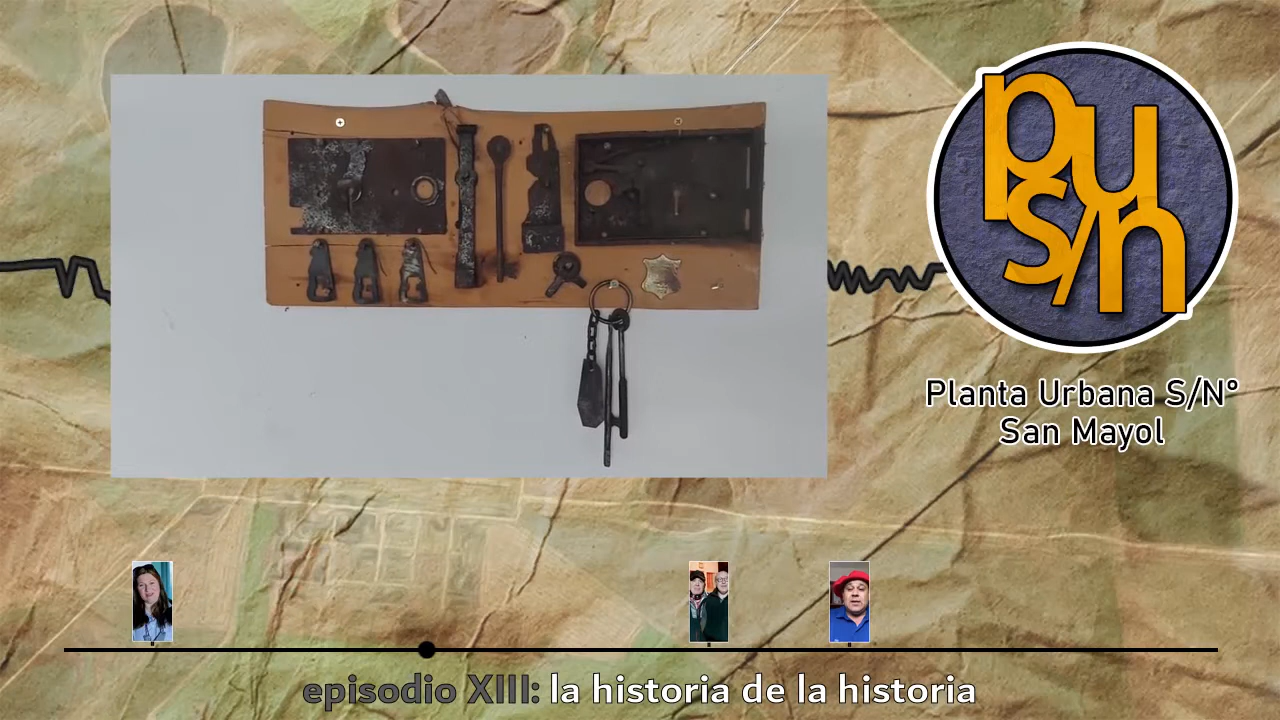 pu
s/n
Planta Urbana S/N°
San Mayol
episodio XIII: la historia de la historia